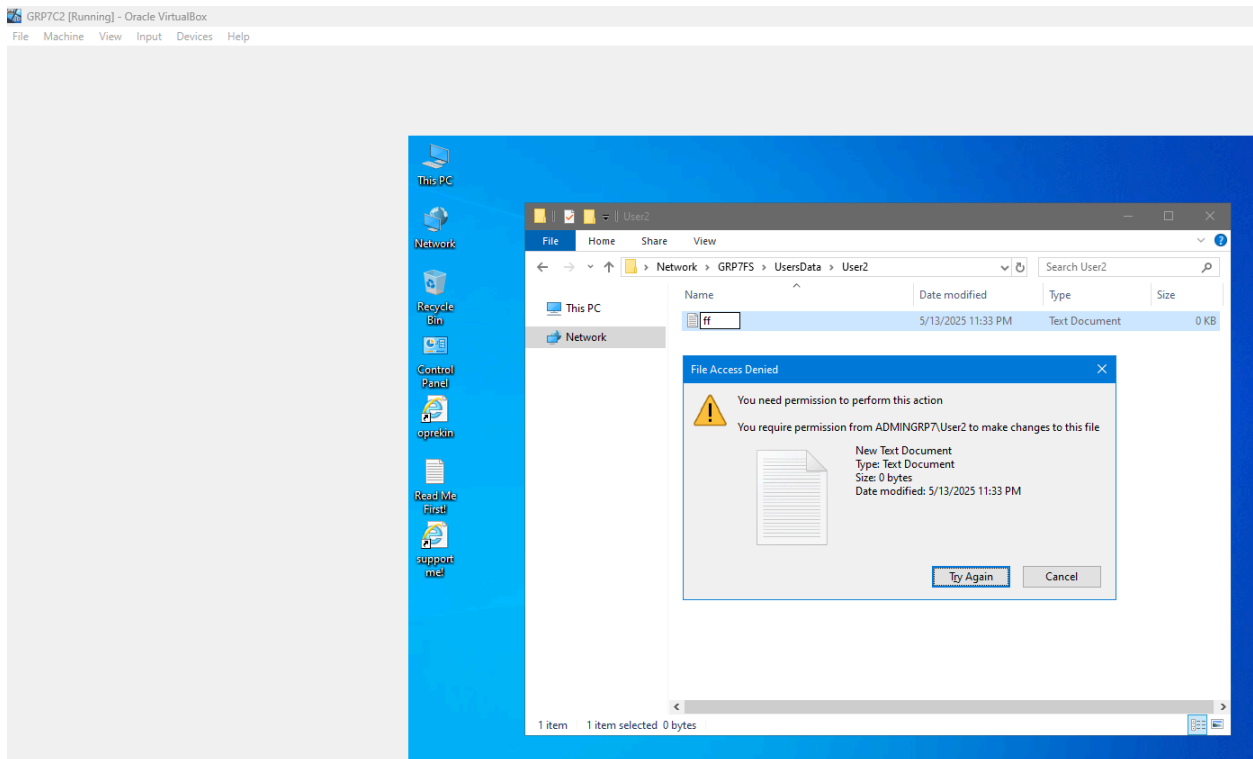 GRP7C2 [Running] - Oracle VirtualBox
File Machine View Input Devices Help
This PC
Network
Recycle
Bin
Control
Panel
oprekin
Read Me
First!
support
me!
User2
File Home Share View
Network > GRP7FS > UsersData > User2
Search User2
This PC
Network
Name Date modified Type Size
ff 5/13/2025 11:33 PM Text Document 0 KB
File Access Denied
You need permission to perform this action
You require permission from ADMINGRP7\User2 to make changes to this file
New Text Document
Type: Text Document
Size: 0 bytes
Date modified: 5/13/2025 11:33 PM
Try Again Cancel
1 item 1 item selected 0 bytes